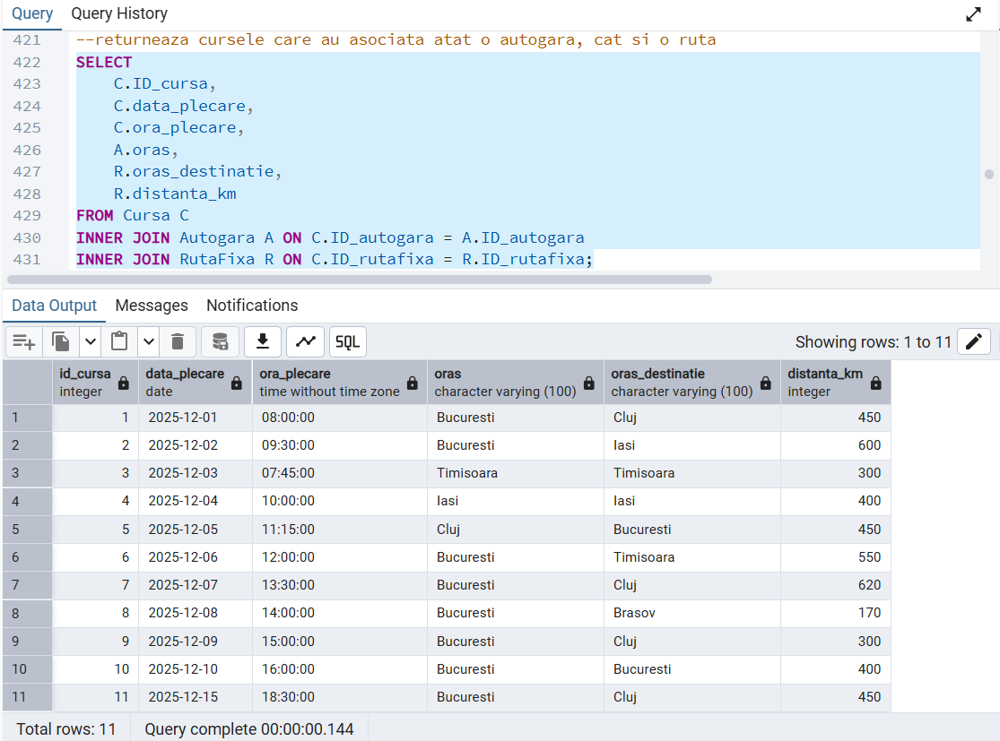 Query Query History
421 --returneaza cursele care au asociata atat o autogara, cat si o ruta
422 SELECT
423 C.ID_cursa,
424 C.data_plecare,
425 C.ora_plecare,
426 A.oras,
427 R.oras_destinatie,
428 R.distanta_km
429 FROM Cursa C
430 INNER JOIN Autogara A ON C.ID_autogara = A.ID_autogara
431 INNER JOIN RutaFixa R ON C.ID_rutafixa = R.ID_rutafixa;
Data Output Messages Notifications
SQL Showing rows: 1 to 11
id_cursa data_plecare ora_plecare oras oras_destinatie distanta_km
integer date time without time zone character varying (100) character varying (100) integer
1 1 2025-12-01 08:00:00 Bucuresti Cluj 450
2 2 2025-12-02 09:30:00 Bucuresti Iasi 600
3 3 2025-12-03 07:45:00 Timisoara Timisoara 300
4 4 2025-12-04 10:00:00 Iasi Iasi 400
5 5 2025-12-05 11:15:00 Cluj Bucuresti 450
6 6 2025-12-06 12:00:00 Bucuresti Timisoara 550
7 7 2025-12-07 13:30:00 Bucuresti Cluj 620
8 8 2025-12-08 14:00:00 Bucuresti Brasov 170
9 9 2025-12-09 15:00:00 Bucuresti Cluj 300
10 10 2025-12-10 16:00:00 Bucuresti Bucuresti 400
11 11 2025-12-15 18:30:00 Bucuresti Cluj 450
Total rows: 11 Query complete 00:00:00.144